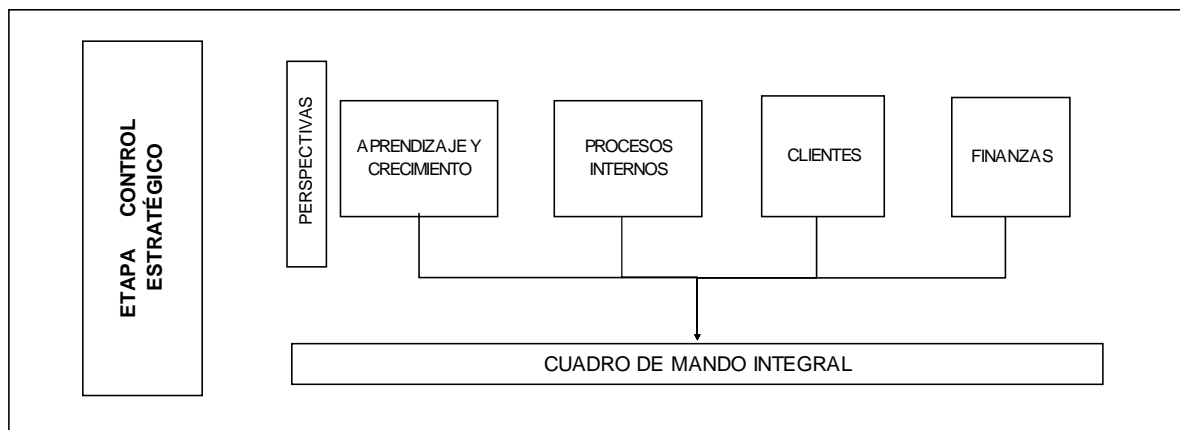 ETAPA CONTROL
ESTRATÉGICO
PERSPECTIVAS
APRENDIZAJE Y
CRECIMIENTO
PROCESOS
INTERNOS
CLIENTES
FINANZAS
CUADRO DE MANDO INTEGRAL